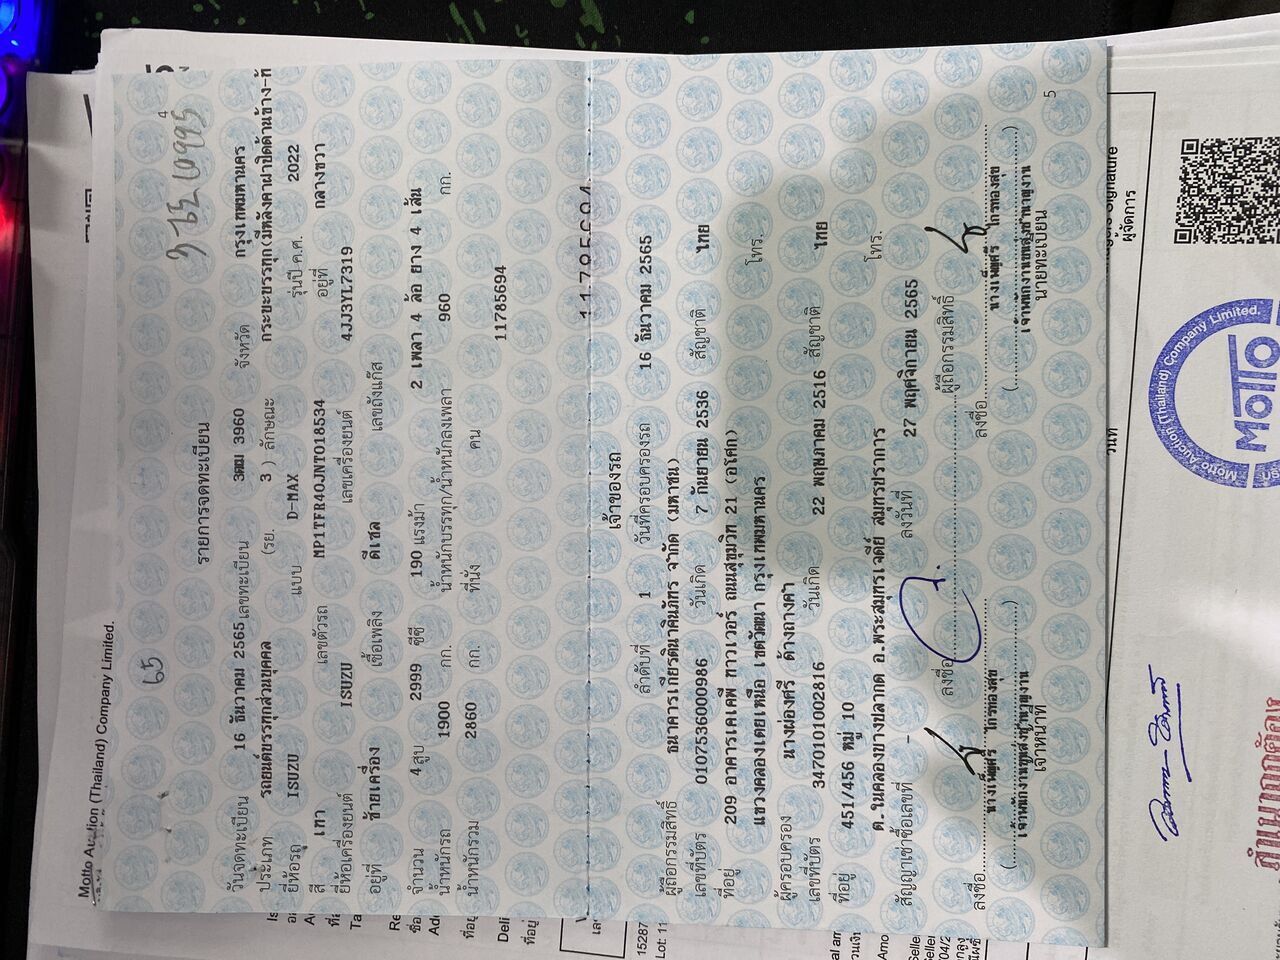 Motto Auction (Thailand) Company Limited.
65
4
รายการจดทะเบียน
วันจดทะเบียน 16 ธันวาคม 2565 เลขทะเบียน 3ฒฒ 3960 จังหวัด กรุงเทพมหานคร
ประเภท รถยนต์บรรทุกส่วนบุคคล (รย. 3 ) ลักษณะ กระบะบรรทุก(มีหลังคาฝาปิดด้านข้าง-ท้
ยี่ห้อรถ ISUZU แบบ D-MAX รุ่นปี ค.ศ. 2022
สี เทา เลขตัวรถ MP1TFR40JNT018534 อยู่ที่ กลางขวา
ยี่ห้อเครื่องยนต์ ISUZU เลขเครื่องยนต์ 4JJ3YL7319
อยู่ที่ ซ้ายเครื่อง เชื้อเพลิง ดีเซล เลขถังแก๊ส
จำนวน 4 สูบ 2999 ซีซี 190 แรงม้า 2 เพลา 4 ล้อ ยาง 4 เส้น
น้ำหนักรถ 1900 กก. น้ำหนักบรรทุก/น้ำหนักลงเพลา 960 กก.
น้ำหนักรวม 2860 กก. ที่นั่ง คน
11785694
11785694
เจ้าของรถ
ลำดับที่ 1 วันที่ครอบครองรถ 16 ธันวาคม 2565
ผู้ถือกรรมสิทธิ์ ธนาคารเกียรตินาคินภัทร จำกัด (มหาชน)
เลขที่บัตร 0107536000986 วันเกิด 7 กันยายน 2536 สัญชาติ ไทย
ที่อยู่ 209 อาคารเคเคพี ทาวเวอร์ ถนนสุขุมวิท 21 (อโศก)
แขวงคลองเตยเหนือ เขตวัฒนา กรุงเทพมหานคร โทร.
ผู้ครอบครอง นางผ่องศรี ด้างถางคำ
เลขที่บัตร 3470101002816 วันเกิด 22 พฤษภาคม 2516 สัญชาติ ไทย
ที่อยู่ 451/456 หมู่ 10
ต.ในคลองบางปลากด อ.พระสมุทรเจดีย์ สมุทรปราการ โทร.
สัญญาเช่าซื้อเลขที่ - ลงวันที่ 27 พฤศจิกายน 2565
ลงชื่อ ผู้ถือกรรมสิทธิ์
ลงชื่อ ลงชื่อ
เจ้าหน้าที่ นายทะเบียน
5
วันที่
ผู้จัดการ
Motto Auction (Thailand) Company Limited.
MOTTO